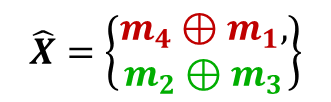 X̂ = {m₄ ⊕ m₁,
m₂ ⊕ m₃}